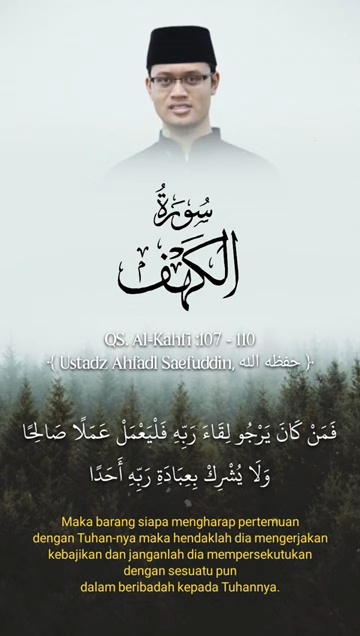 سُوۡرَةُ
الكهف
QS. Al-Kahfi :107 - 110
-{ Ustadz Ahfadl Saefuddin, حفظه الله }-
فَمَنْ كَانَ يَرْجُو لِقَاءَ رَبِّهِ فَلْيَعْمَلْ عَمَلًا صَالِحًا
وَلَا يُشْرِكْ بِعِبَادَةِ رَبِّهِ أَحَدًا
Maka barang siapa mengharap pertemuan
dengan Tuhan-nya maka hendaklah dia mengerjakan
kebajikan dan janganlah dia mempersekutukan
dengan sesuatu pun
dalam beribadah kepada Tuhannya.